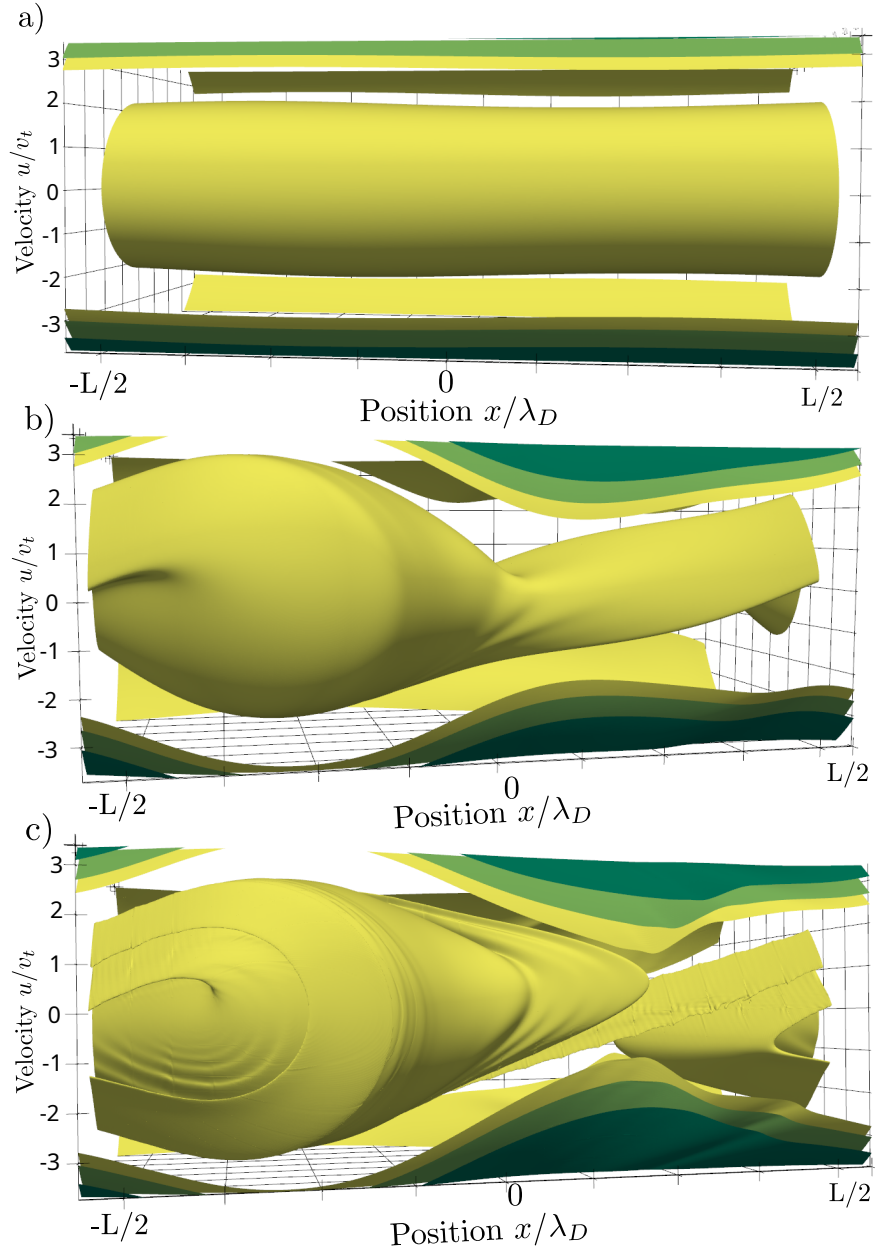 a)
3
2
1
0
-1
-2
-3
Velocity u/v_t
-L/2
0
L/2
Position x/λ_D
b)
3
2
1
0
-1
-2
-3
Velocity u/v_t
-L/2
0
L/2
Position x/λ_D
c)
3
2
1
0
-1
-2
-3
Velocity u/v_t
-L/2
0
L/2
Position x/λ_D